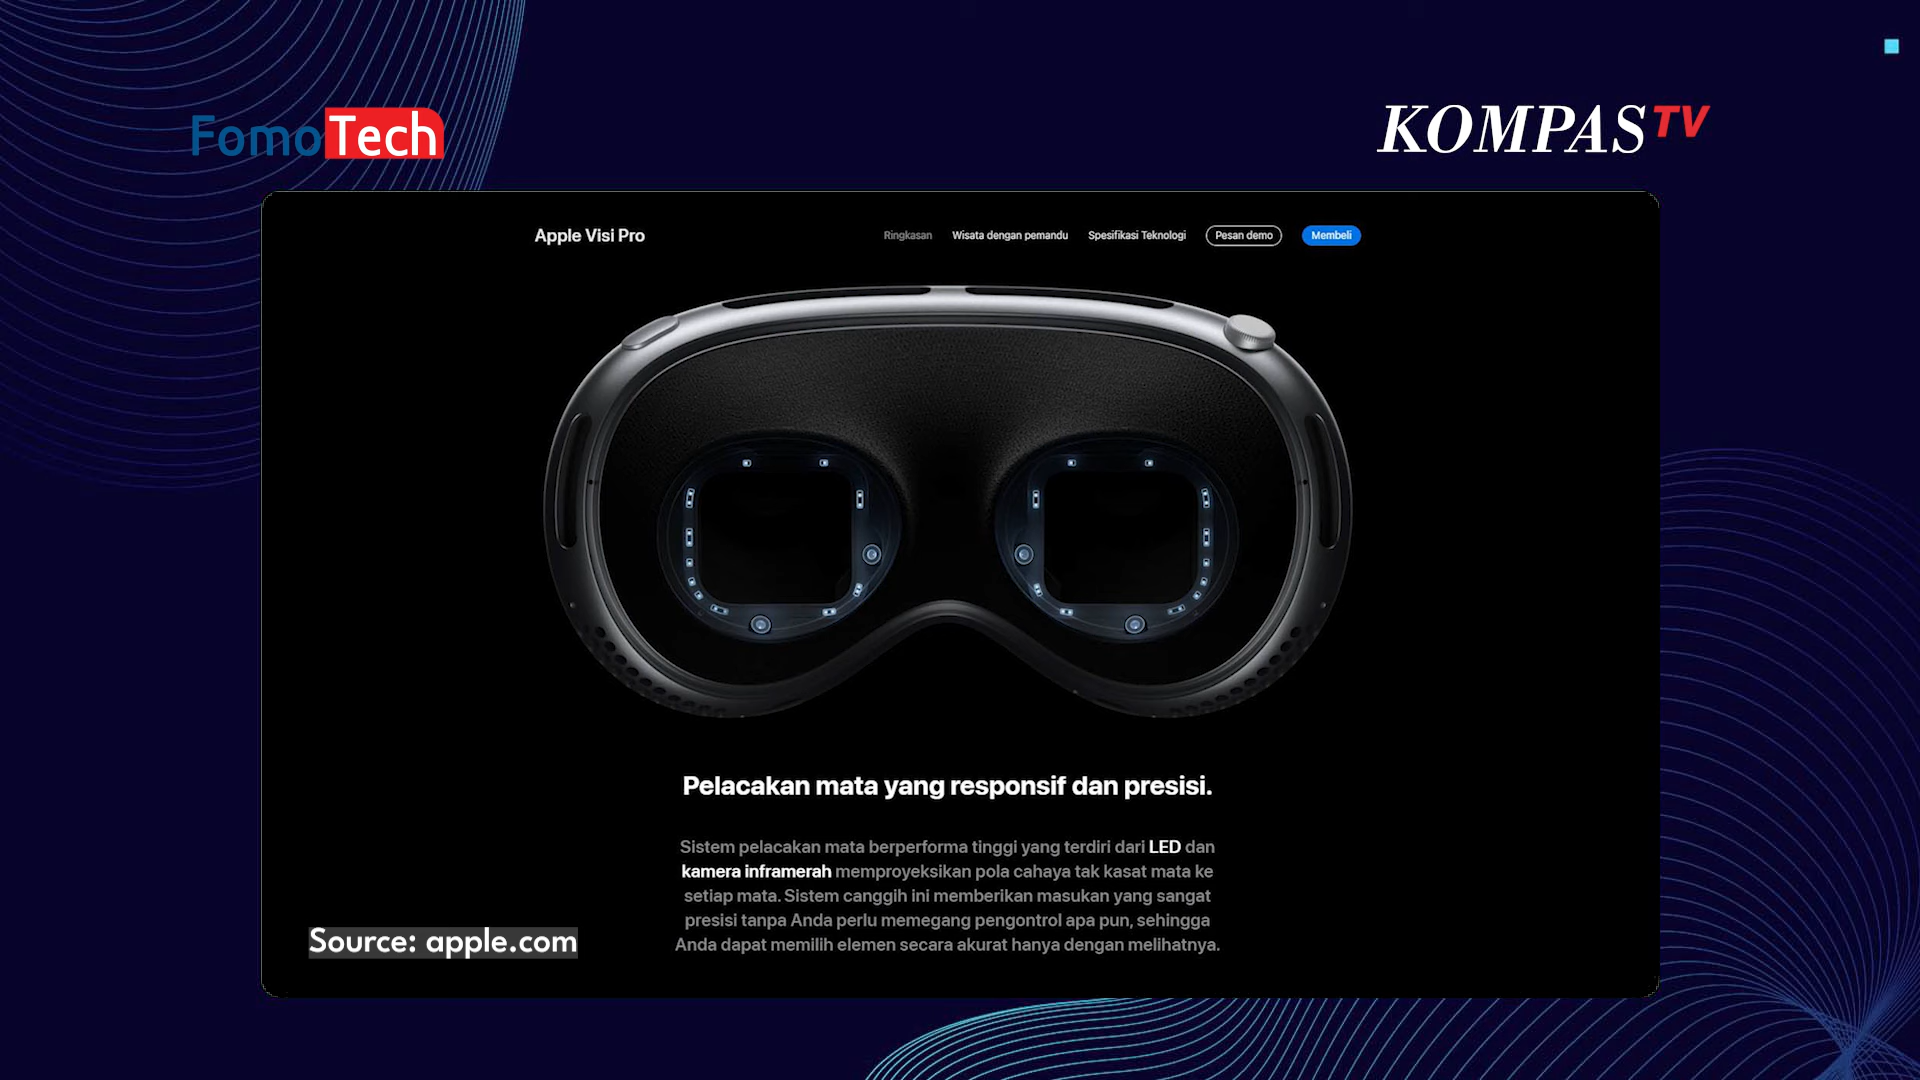 FomoTech
KOMPAS TV
Apple Visi Pro
Ringkasan
Wisata dengan pemandu
Spesifikasi Teknologi
Pesan demo
Membeli
Pelacakan mata yang responsif dan presisi.
Sistem pelacakan mata berperforma tinggi yang terdiri dari LED dan
kamera inframerah memproyeksikan pola cahaya tak kasat mata ke
setiap mata. Sistem canggih ini memberikan masukan yang sangat
presisi tanpa Anda perlu memegang pengontrol apa pun, sehingga
Anda dapat memilih elemen secara akurat hanya dengan melihatnya.
Source: apple.com